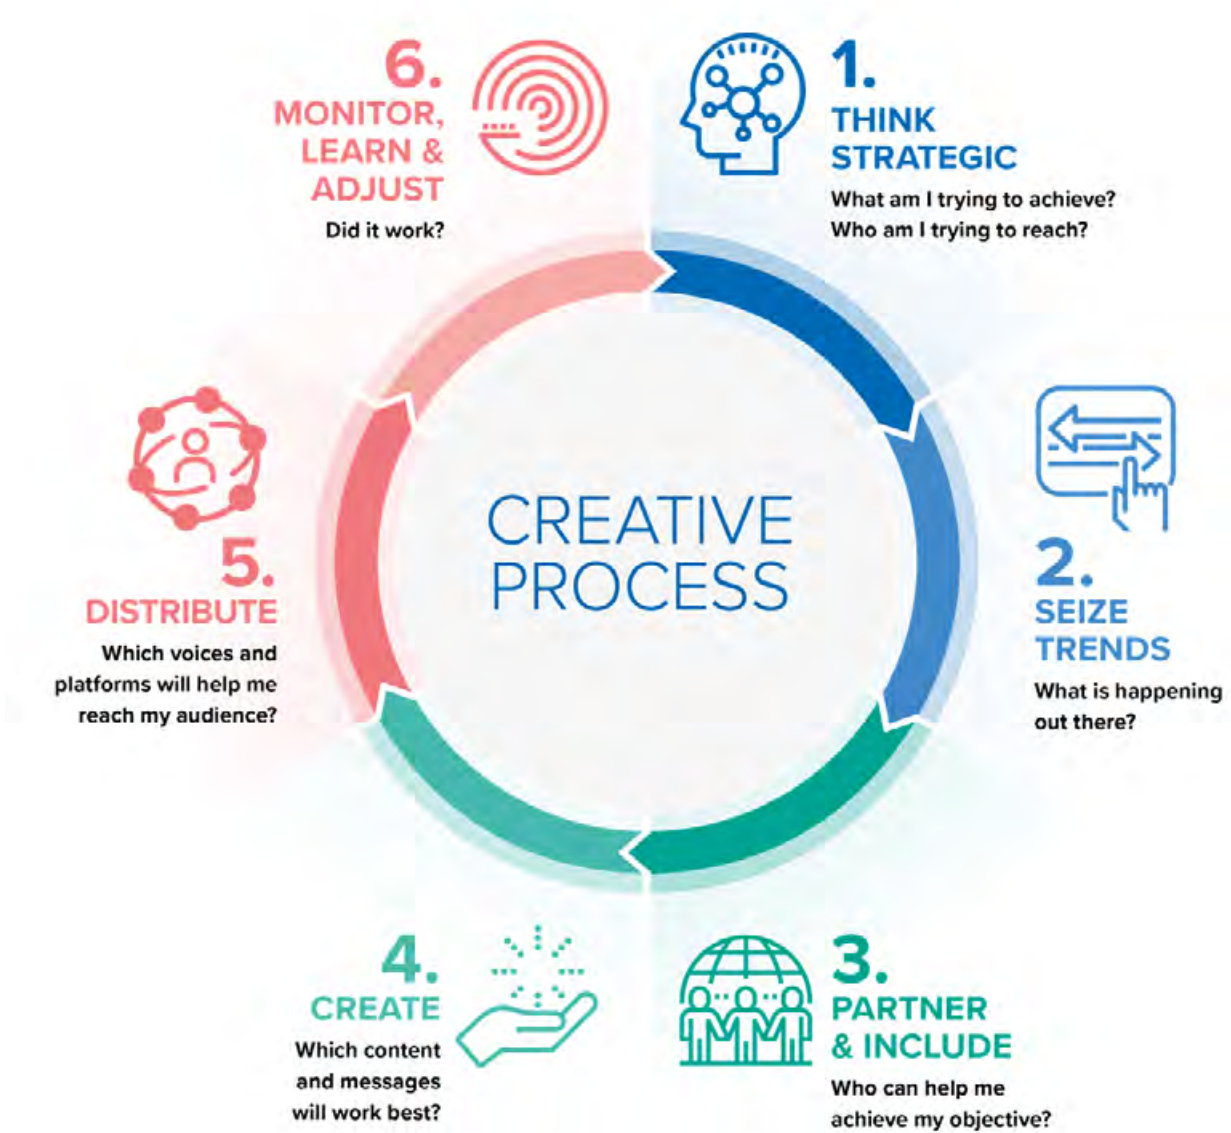 CREATIVE
PROCESS
1.
THINK
STRATEGIC
What am I trying to achieve?
Who am I trying to reach?
2.
SEIZE
TRENDS
What is happening
out there?
3.
PARTNER
& INCLUDE
Who can help me
achieve my objective?
4.
CREATE
Which content
and messages
will work best?
5.
DISTRIBUTE
Which voices and
platforms will help me
reach my audience?
6.
MONITOR,
LEARN &
ADJUST
Did it work?